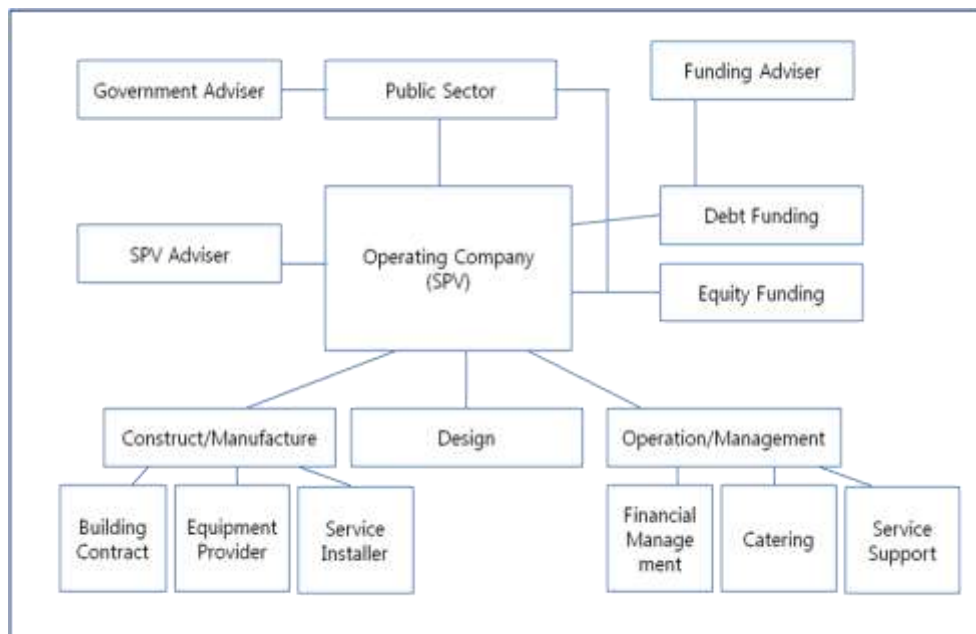 Government Adviser
Public Sector
Funding Adviser
SPV Adviser
Operating Company
(SPV)
Debt Funding
Equity Funding
Construct/Manufacture
Design
Operation/Management
Building
Contract
Equipment
Provider
Service
Installer
Financial
Manage
ment
Catering
Service
Support